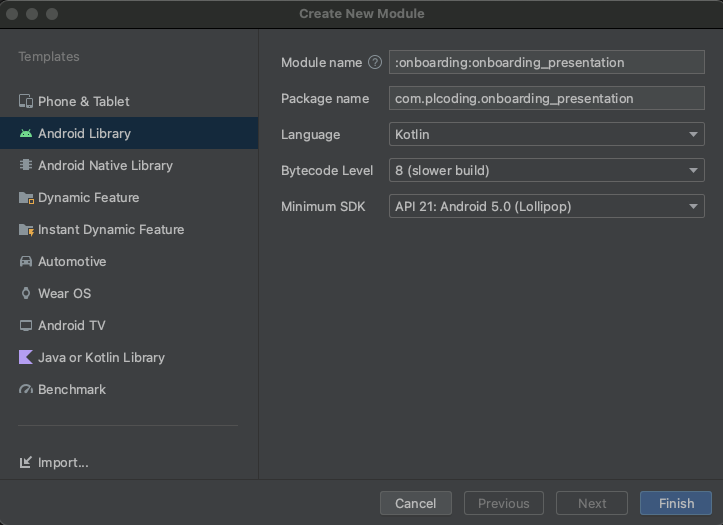 Create New Module
Templates
Phone & Tablet
Android Library
Android Native Library
Dynamic Feature
Instant Dynamic Feature
Automotive
Wear OS
Android TV
Java or Kotlin Library
Benchmark
Import...
Module name ?
:onboarding:onboarding_presentation
Package name
com.plcoding.onboarding_presentation
Language
Kotlin
Bytecode Level
8 (slower build)
Minimum SDK
API 21: Android 5.0 (Lollipop)
Cancel
Previous
Next
Finish